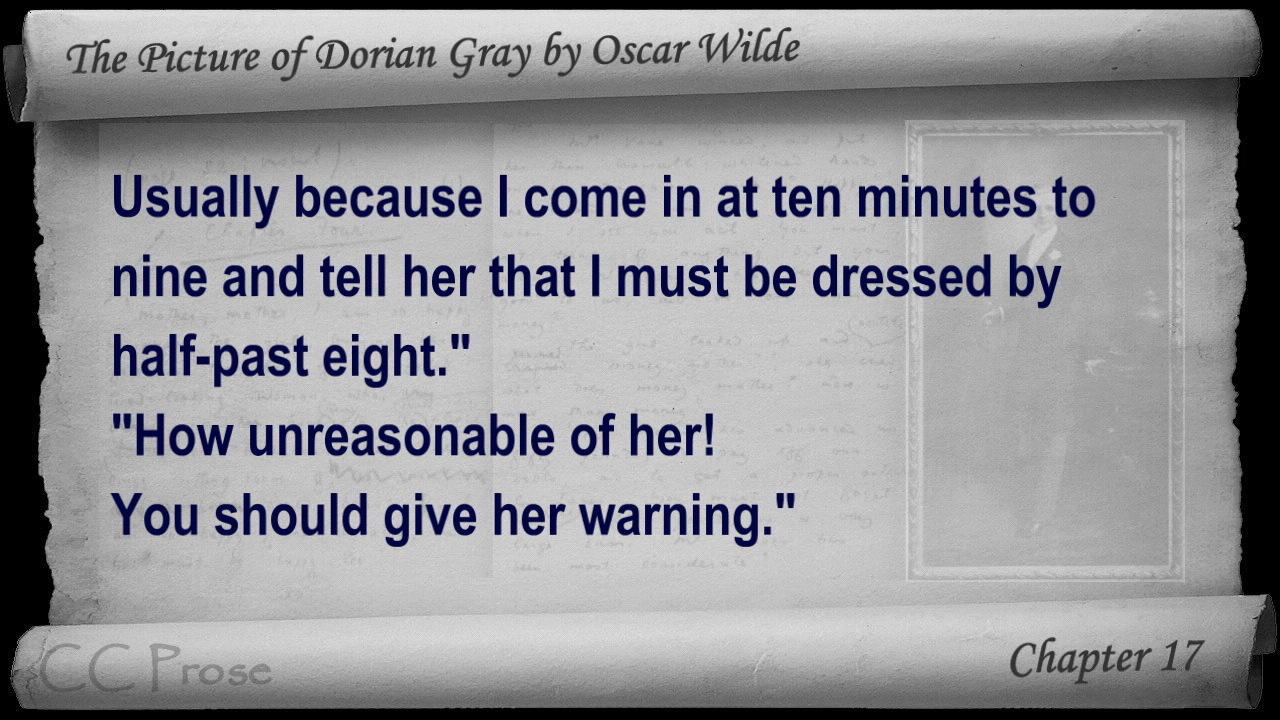 The Picture of Dorian Gray by Oscar Wilde
Usually because I come in at ten minutes to
nine and tell her that I must be dressed by
half-past eight."
"How unreasonable of her!
You should give her warning."
CC Prose
Chapter 17